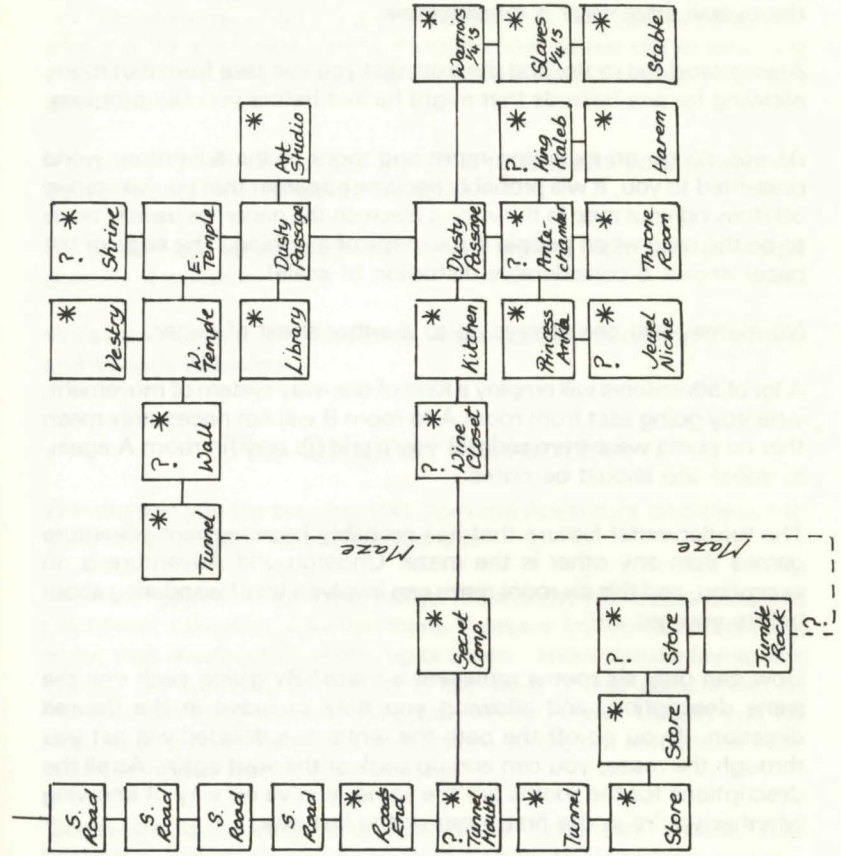 * Store
* Tunnel
? * Tunnel Mouth
* Roads End
S. Road
S. Road
S. Road
S. Road
* Store
? * Store
Jumble Rock
?
? * Secret Comp.
Maze
Maze
* Tunnel
? * Wall
? * Wine Closet
? * Jewel Niche
* Princess
* Kitchen
* Library
W. Temple
* Vestry
Throne Room
? * Ante Chamber
Dusty Passage
Dusty Passage
E. Temple
? * Shrine
* Harem
* King Kaleb
* Art Studio
* Stable
* Slaves 1/4's
* Warriors 1/4's